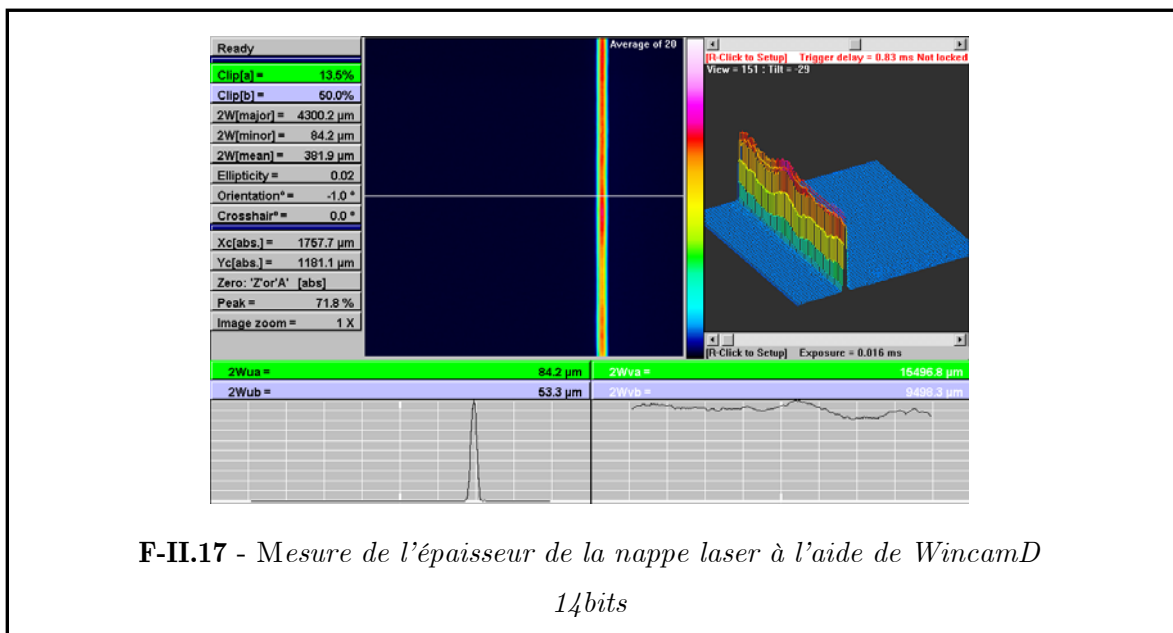 Ready
Clip[a] = 13.5%
Clip[b] = 50.0%
2W[major] = 4300.2 µm
2W[minor] = 84.2 µm
2W[mean] = 381.9 µm
Ellipticity = 0.02
Orientation° = -1.0 °
Crosshair° = 0.0 °
Xc[abs.] = 1757.7 µm
Yc[abs.] = 1181.1 µm
Zero: 'Z'or'A' [abs]
Peak = 71.8 %
Image zoom = 1 X
Average of 20
[R-Click to Setup] Trigger delay = 0.83 ms Not locked
View = 151 : Tilt = -29
[R-Click to Setup] Exposure = 0.016 ms
2Wua = 84.2 µm 2Wva = 15496.8 µm
2Wub = 53.3 µm 2Wvb = 9498.3 µm
F-II.17 - Mesure de l'épaisseur de la nappe laser à l'aide de WincamD
14bits